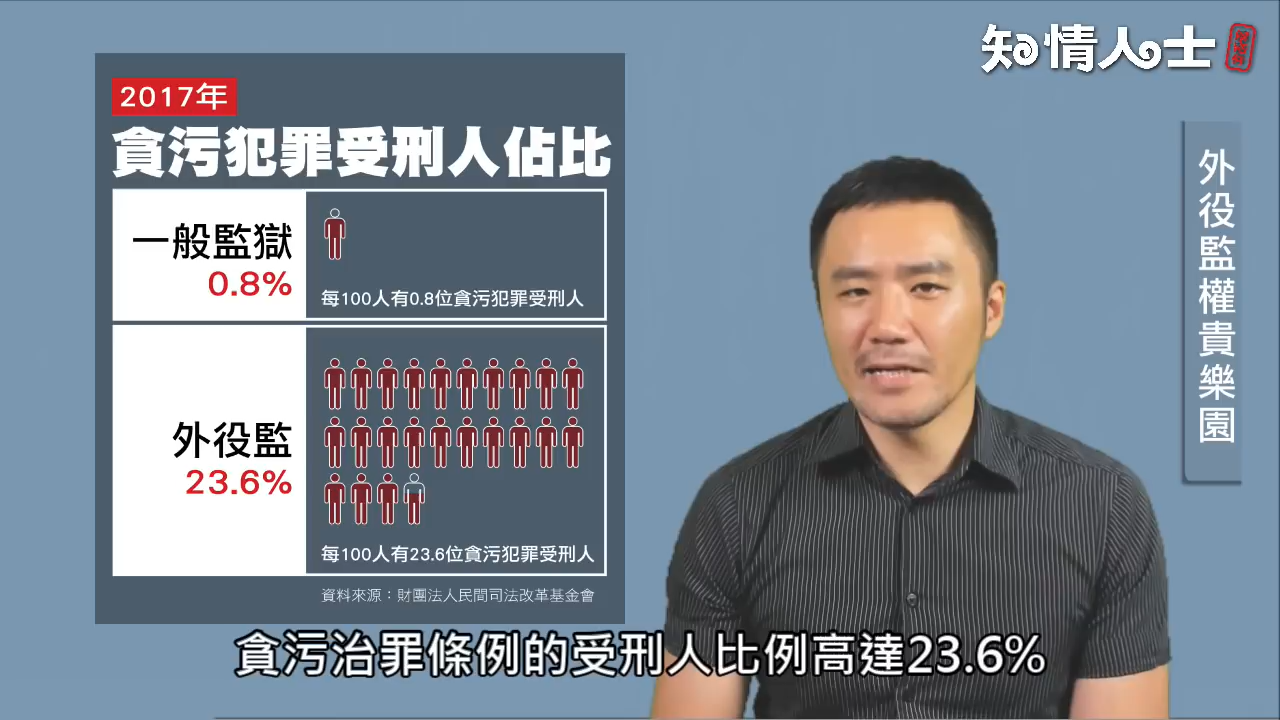 知情人士
2017年
貪污犯罪受刑人佔比
一般監獄
0.8%
每100人有0.8位貪污犯罪受刑人
外役監
23.6%
每100人有23.6位貪污犯罪受刑人
資料來源：財團法人民間司法改革基金會
外役監權貴樂園
貪污治罪條例的受刑人比例高達23.6%